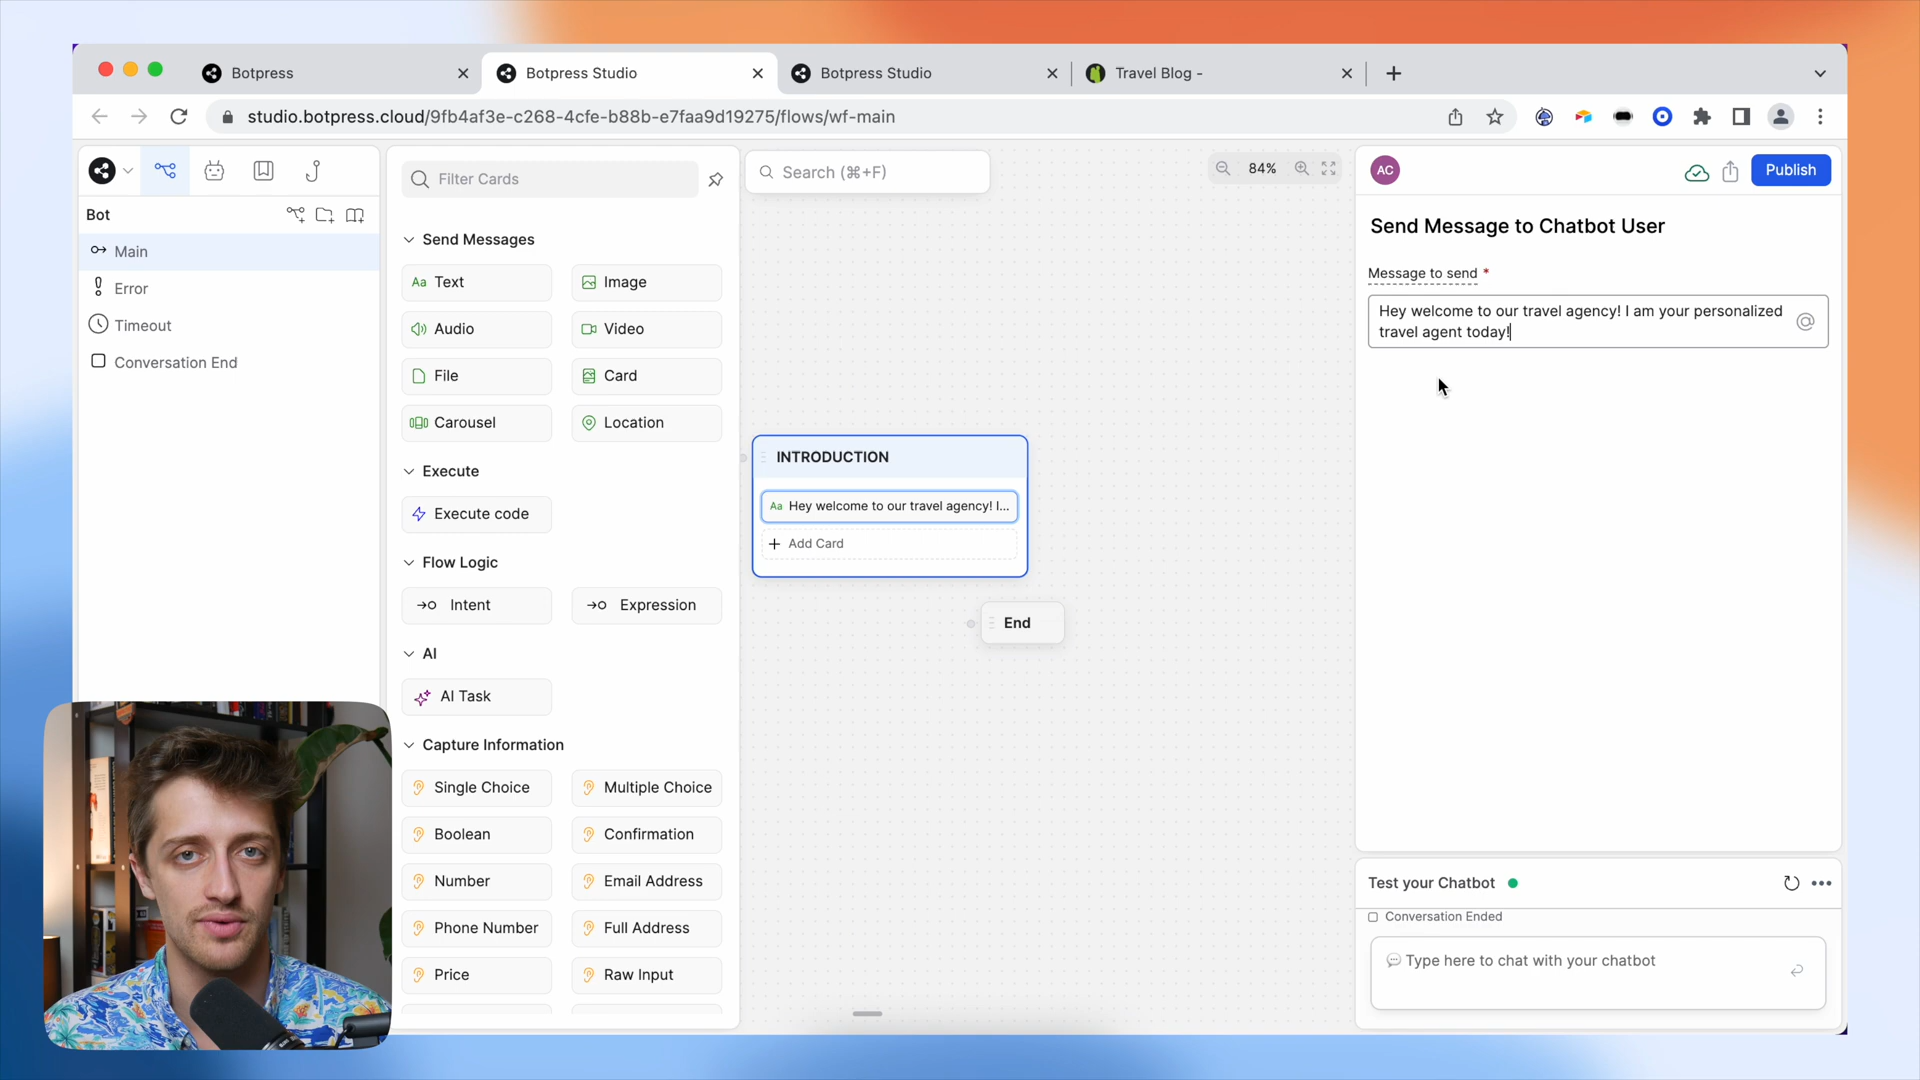 Botpress
Botpress Studio
Botpress Studio
Travel Blog -
studio.botpress.cloud/9fb4af3e-c268-4cfe-b88b-e7faa9d19275/flows/wf-main
Bot
Main
Error
Timeout
Conversation End
Filter Cards
Send Messages
Aa Text
Image
Audio
Video
File
Card
Carousel
Location
Execute
Execute code
Flow Logic
Intent
Expression
AI
AI Task
Capture Information
Single Choice
Multiple Choice
Boolean
Confirmation
Number
Email Address
Phone Number
Full Address
Price
Raw Input
Search (⌘+F)
84%
INTRODUCTION
Aa Hey welcome to our travel agency! I...
Add Card
End
AC
Publish
Send Message to Chatbot User
Message to send *
Hey welcome to our travel agency! I am your personalized
travel agent today!
Test your Chatbot
Conversation Ended
Type here to chat with your chatbot